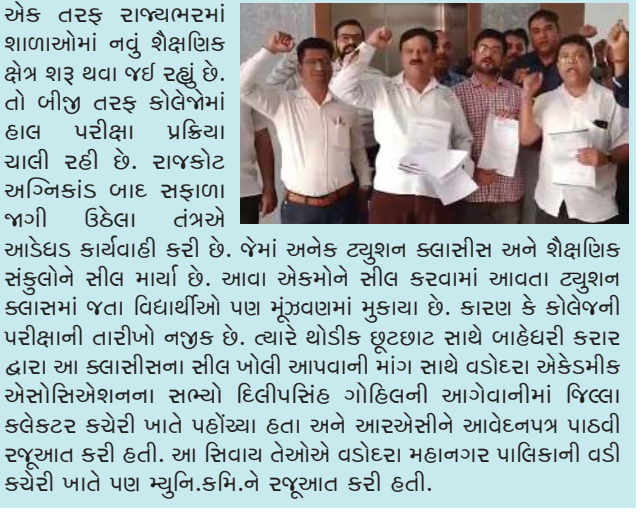 એક તરફ રાજ્યભરમાં
શાળાઓમાં નવું શૈક્ષણિક
ક્ષેત્ર શરૂ થવા જઈ રહ્યું છે.
તો બીજી તરફ કોલેજોમાં
હાલ પરીક્ષા પ્રક્રિયા
ચાલી રહી છે. રાજકોટ
અગ્નિકાંડ બાદ સફાળા
જાગી ઉઠેલા તંત્રએ
આડેધડ કાર્યવાહી કરી છે. જેમાં અનેક ટ્યુશન ક્લાસીસ અને શૈક્ષણિક
સંકુલોને સીલ માર્યા છે. આવા એકમોને સીલ કરવામાં આવતા ટ્યુશન
ક્લાસમાં જતા વિદ્યાર્થીઓ પણ મૂંઝવણમાં મુકાયા છે. કારણ કે કોલેજની
પરીક્ષાની તારીખો નજીક છે. ત્યારે થોડીક છૂટછાટ સાથે બાહેધરી કરાર
દ્વારા આ ક્લાસીસના સીલ ખોલી આપવાની માંગ સાથે વડોદરા એકેડમીક
એસોસિએશનના સભ્યો દિલીપસિંહ ગોહિલની આગેવાનીમાં જિલ્લા
કલેક્ટર કચેરી ખાતે પહોંચ્યા હતા અને આરએસીને આવેદનપત્ર પાઠવી
રજૂઆત કરી હતી. આ સિવાય તેઓએ વડોદરા મહાનગર પાલિકાની વડી
કચેરી ખાતે પણ મ્યુનિ.કમિ.ને રજૂઆત કરી હતી.